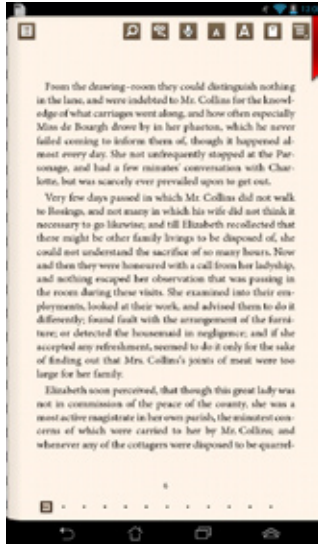 From the drawing-room they could distinguish nothing
in the lane, and were indebted to Mr. Collins for the knowl-
edge of what carriages went along, and how often especially
Miss de Bourgh drove by in her phaeton, which he never
failed coming to inform them of, though it happened al-
most every day. She not unfrequently stopped at the Par-
sonage, and had a few minutes' conversation with Char-
lotte, but was scarcely ever prevailed upon to get out.
Very few days passed in which Mr. Collins did not walk
to Rosings, and not many in which his wife did not think it
necessary to go likewise; and till Elizabeth recollected that
there might be other family livings to be disposed of, she
could not understand the sacrifice of so many hours. Now
and then they were honoured with a call from her ladyship,
and nothing escaped her observation that was passing in
the room during these visits. She examined into their em-
ployments, looked at their work, and advised them to do it
differently; found fault with the arrangement of the furni-
ture; or detected the housemaid in negligence; and if she
accepted any refreshment, seemed to do it only for the sake
of finding out that Mrs. Collins's joints of meat were too
large for her family.
Elizabeth soon perceived, that though this great lady was
not in commission of the peace of the county, she was a
most active magistrate in her own parish, the minutest con-
cerns of which were carried to her by Mr. Collins; and
whenever any of the cottagers were disposed to be quarrel-